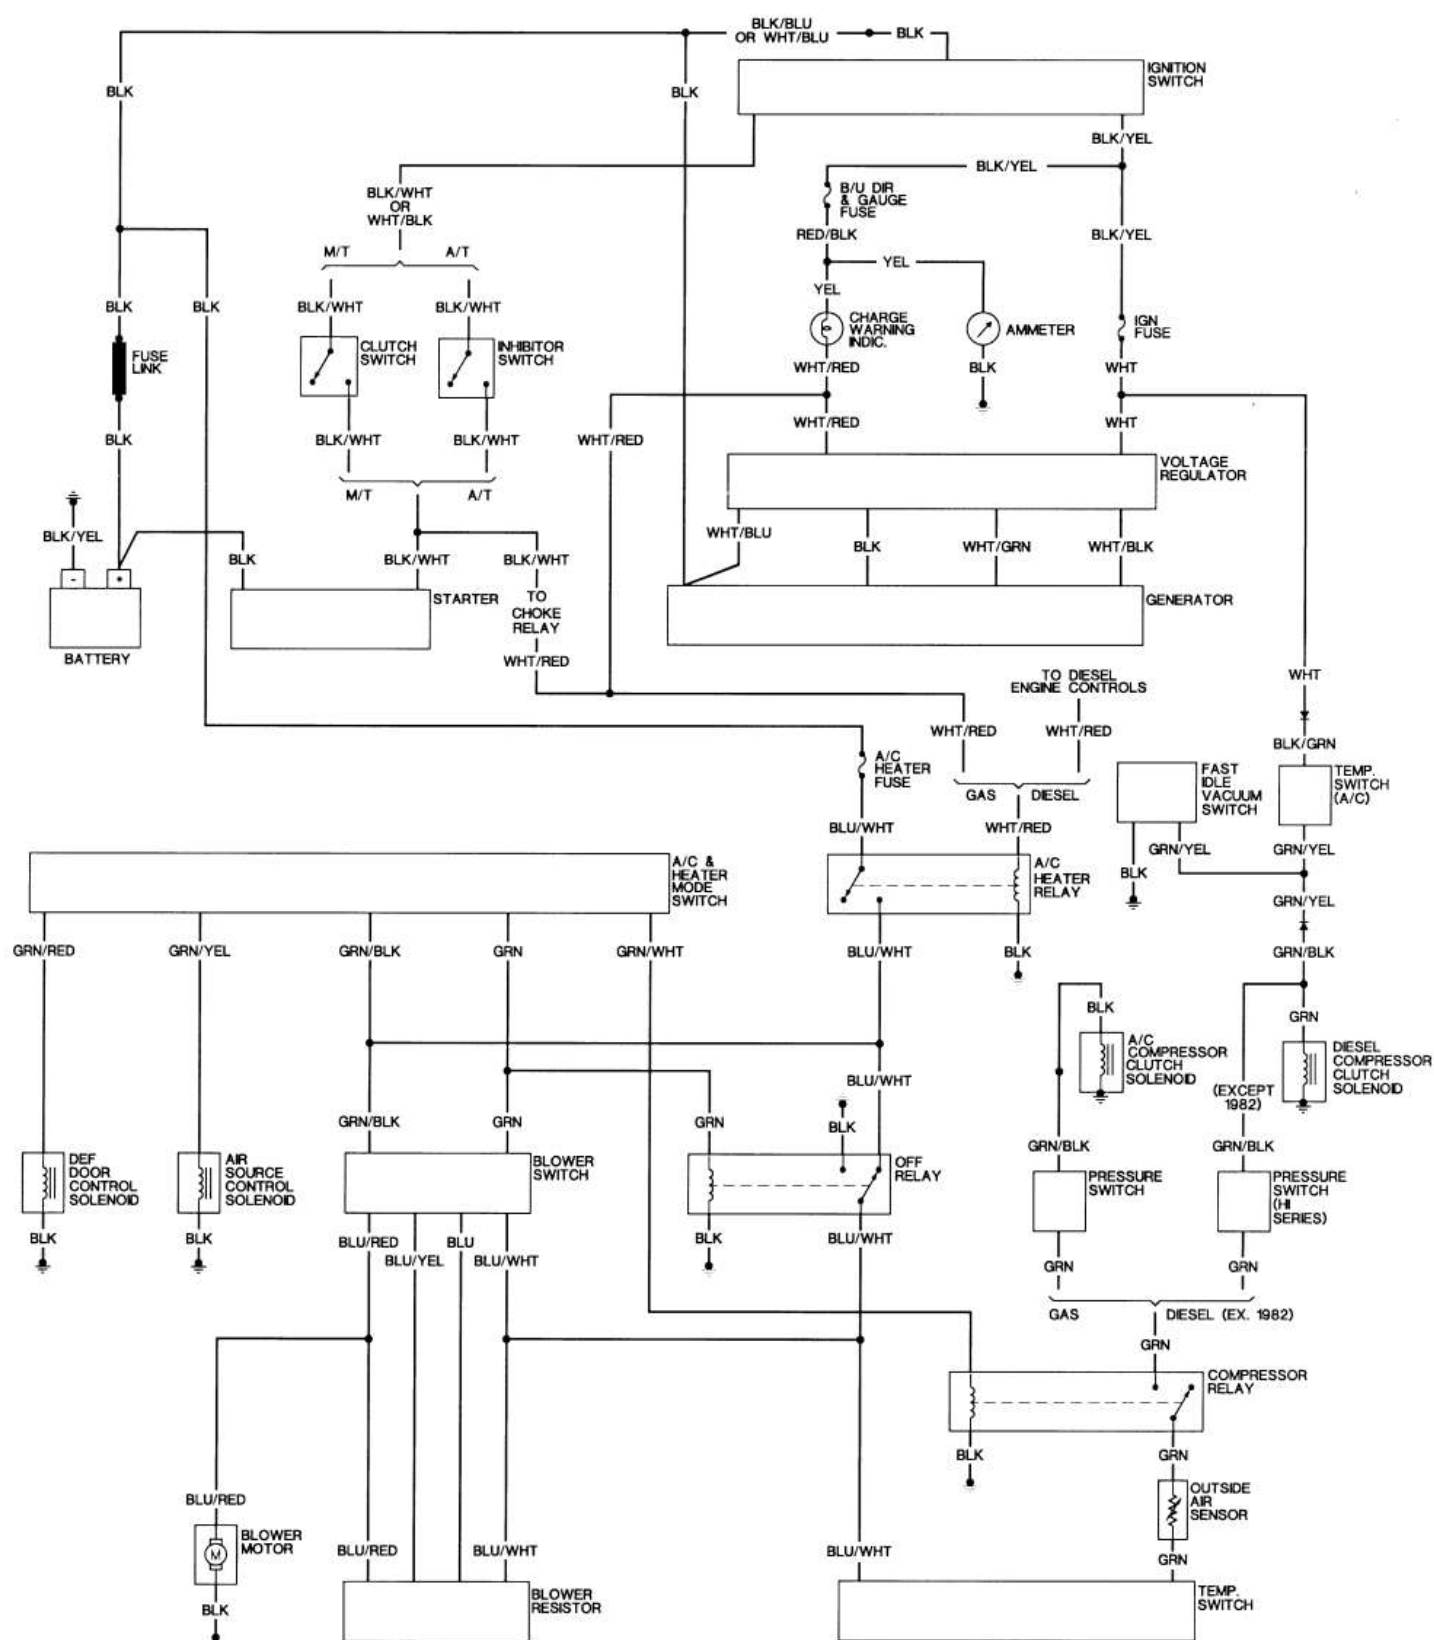 BLK/BLU
OR WHT/BLU
BLK
IGNITION
SWITCH
BLK
BLK
BLK/YEL
BLK/YEL
BLK/WHT
OR
WHT/BLK
B/U DIR
& GAUGE
FUSE
RED/BLK
BLK/YEL
M/T
A/T
YEL
YEL
BLK
BLK
BLK/WHT
BLK/WHT
CHARGE
WARNING
INDIC.
AMMETER
IGN
FUSE
FUSE
LINK
CLUTCH
SWITCH
INHIBITOR
SWITCH
WHT/RED
BLK
WHT
BLK
BLK/WHT
BLK/WHT
WHT/RED
WHT/RED
WHT
VOLTAGE
REGULATOR
M/T
A/T
BLK/YEL
WHT/BLU
BLK
WHT/GRN
WHT/BLK
BLK
BLK/WHT
BLK/WHT
-
+
STARTER
TO
CHOKE
RELAY
GENERATOR
BATTERY
WHT/RED
TO DIESEL
ENGINE CONTROLS
WHT
WHT/RED
WHT/RED
BLK/GRN
A/C
HEATER
FUSE
FAST
IDLE
VACUUM
SWITCH
TEMP.
SWITCH
(A/C)
GAS
DIESEL
BLU/WHT
WHT/RED
GRN/YEL
GRN/YEL
A/C &
HEATER
MODE
SWITCH
A/C
HEATER
RELAY
BLK
GRN/YEL
GRN/RED
GRN/YEL
GRN/BLK
GRN
GRN/WHT
BLU/WHT
BLK
GRN/BLK
BLK
GRN
A/C
COMPRESSOR
CLUTCH
SOLENOID
DIESEL
COMPRESSOR
CLUTCH
SOLENOID
BLU/WHT
(EXCEPT
1982)
GRN/BLK
GRN
GRN
BLK
GRN/BLK
GRN/BLK
DEF
DOOR
CONTROL
SOLENOID
AIR
SOURCE
CONTROL
SOLENOID
BLOWER
SWITCH
OFF
RELAY
PRESSURE
SWITCH
PRESSURE
SWITCH
(HI
SERIES)
BLK
BLK
BLU/RED
BLU
BLK
BLU/WHT
BLU/YEL
BLU/WHT
GRN
GRN
GAS
DIESEL (EX. 1982)
GRN
COMPRESSOR
RELAY
BLK
GRN
BLU/RED
OUTSIDE
AIR
SENSOR
BLOWER
MOTOR
M
BLU/RED
BLU/WHT
BLU/WHT
GRN
BLK
BLOWER
RESISTOR
TEMP.
SWITCH